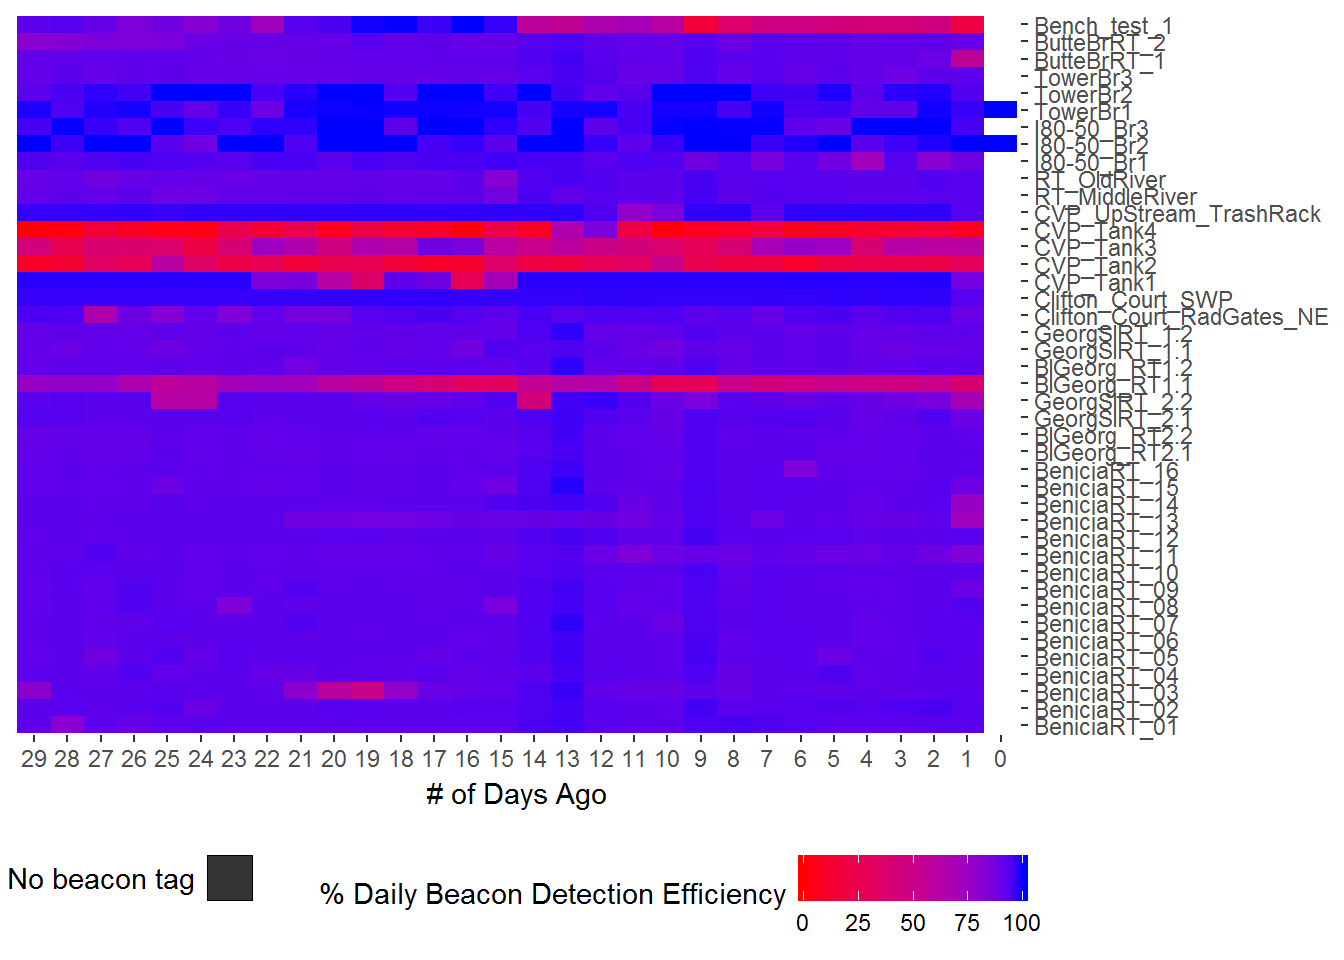 Bench_test_1
ButteBrRT_2
ButteBrRT_1
TowerBr3
TowerBr2
TowerBr1
I80-50_Br3
I80-50_Br2
I80-50_Br1
RT_OldRiver
RT_MiddleRiver
CVP_UpStream_TrashRack
CVP_Tank4
CVP_Tank3
CVP_Tank2
CVP_Tank1
Clifton_Court_SWP
Clifton_Court_RadGates_NE
GeorgSlRT_1.2
GeorgSlRT_1.1
BlGeorg_RT1.2
BlGeorg_RT1.1
GeorgSlRT_2.2
GeorgSlRT_2.1
BlGeorg_RT2.2
BlGeorg_RT2.1
BeniciaRT_16
BeniciaRT_15
BeniciaRT_14
BeniciaRT_13
BeniciaRT_12
BeniciaRT_11
BeniciaRT_10
BeniciaRT_09
BeniciaRT_08
BeniciaRT_07
BeniciaRT_06
BeniciaRT_05
BeniciaRT_04
BeniciaRT_03
BeniciaRT_02
BeniciaRT_01
29 28 27 26 25 24 23 22 21 20 19 18 17 16 15 14 13 12 11 10 9 8 7 6 5 4 3 2 1 0
# of Days Ago
No beacon tag
% Daily Beacon Detection Efficiency
0 25 50 75 100